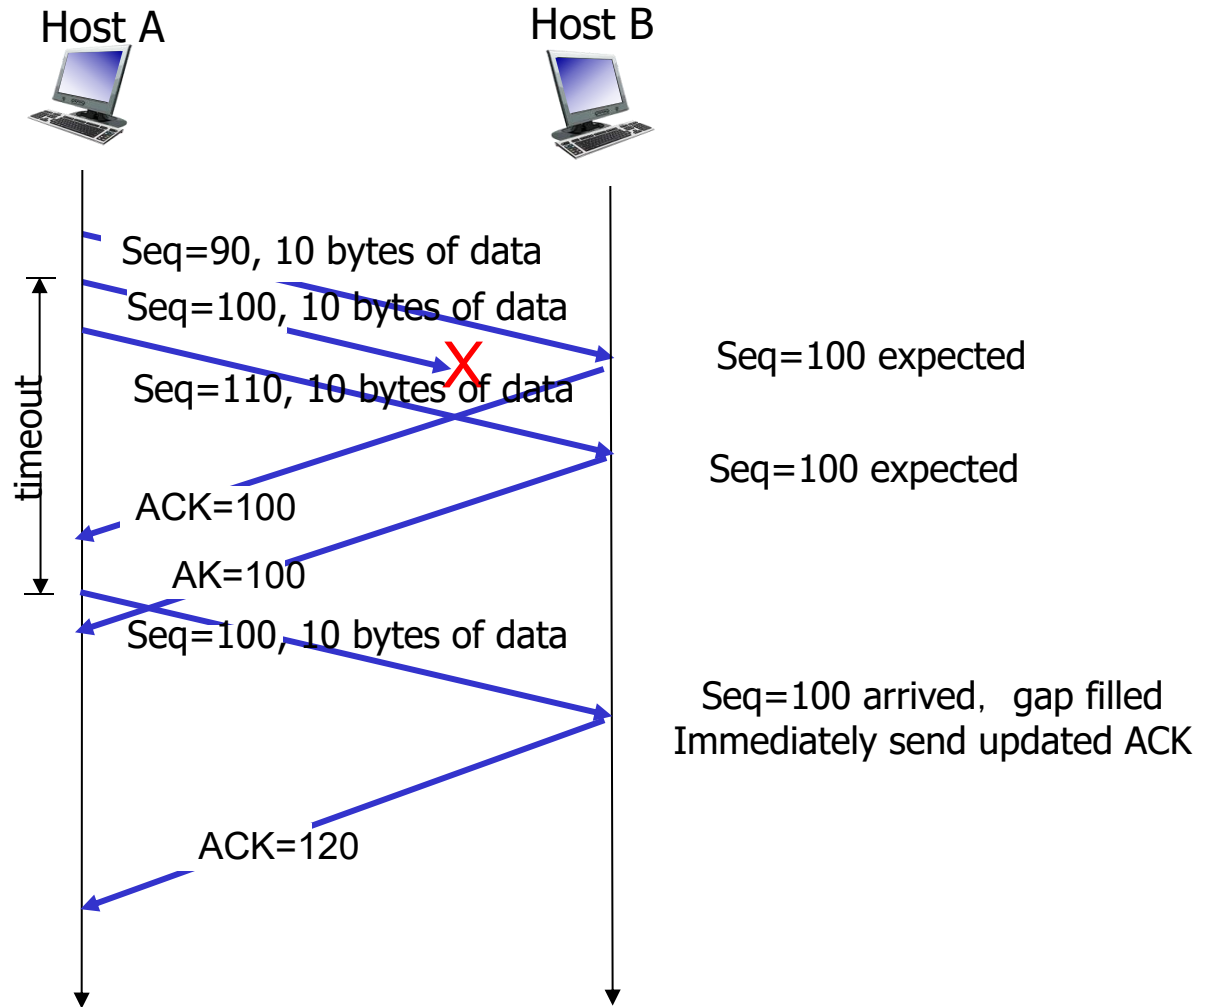 Host A
Host B
Seq=90, 10 bytes of data
Seq=100, 10 bytes of data
Seq=100 expected
timeout
Seq=110, 10 bytes of data
Seq=100 expected
ACK=100
AK=100
Seq=100, 10 bytes of data
Seq=100 arrived, gap filled
Immediately send updated ACK
ACK=120